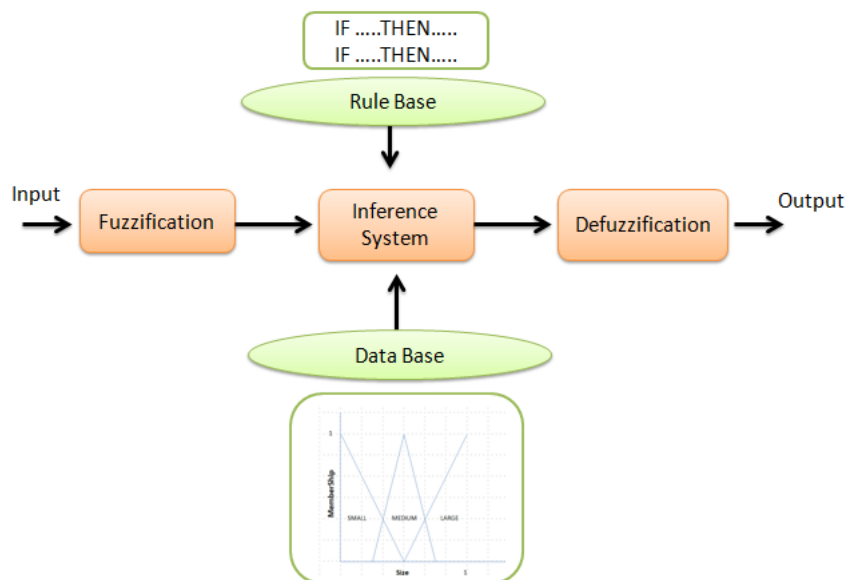 IF .....THEN.....
IF .....THEN.....
Rule Base
Input
Fuzzification
Inference
System
Defuzzification
Output
Data Base
1
MemberShip
SMALL
MEDIUM
LARGE
Size
1